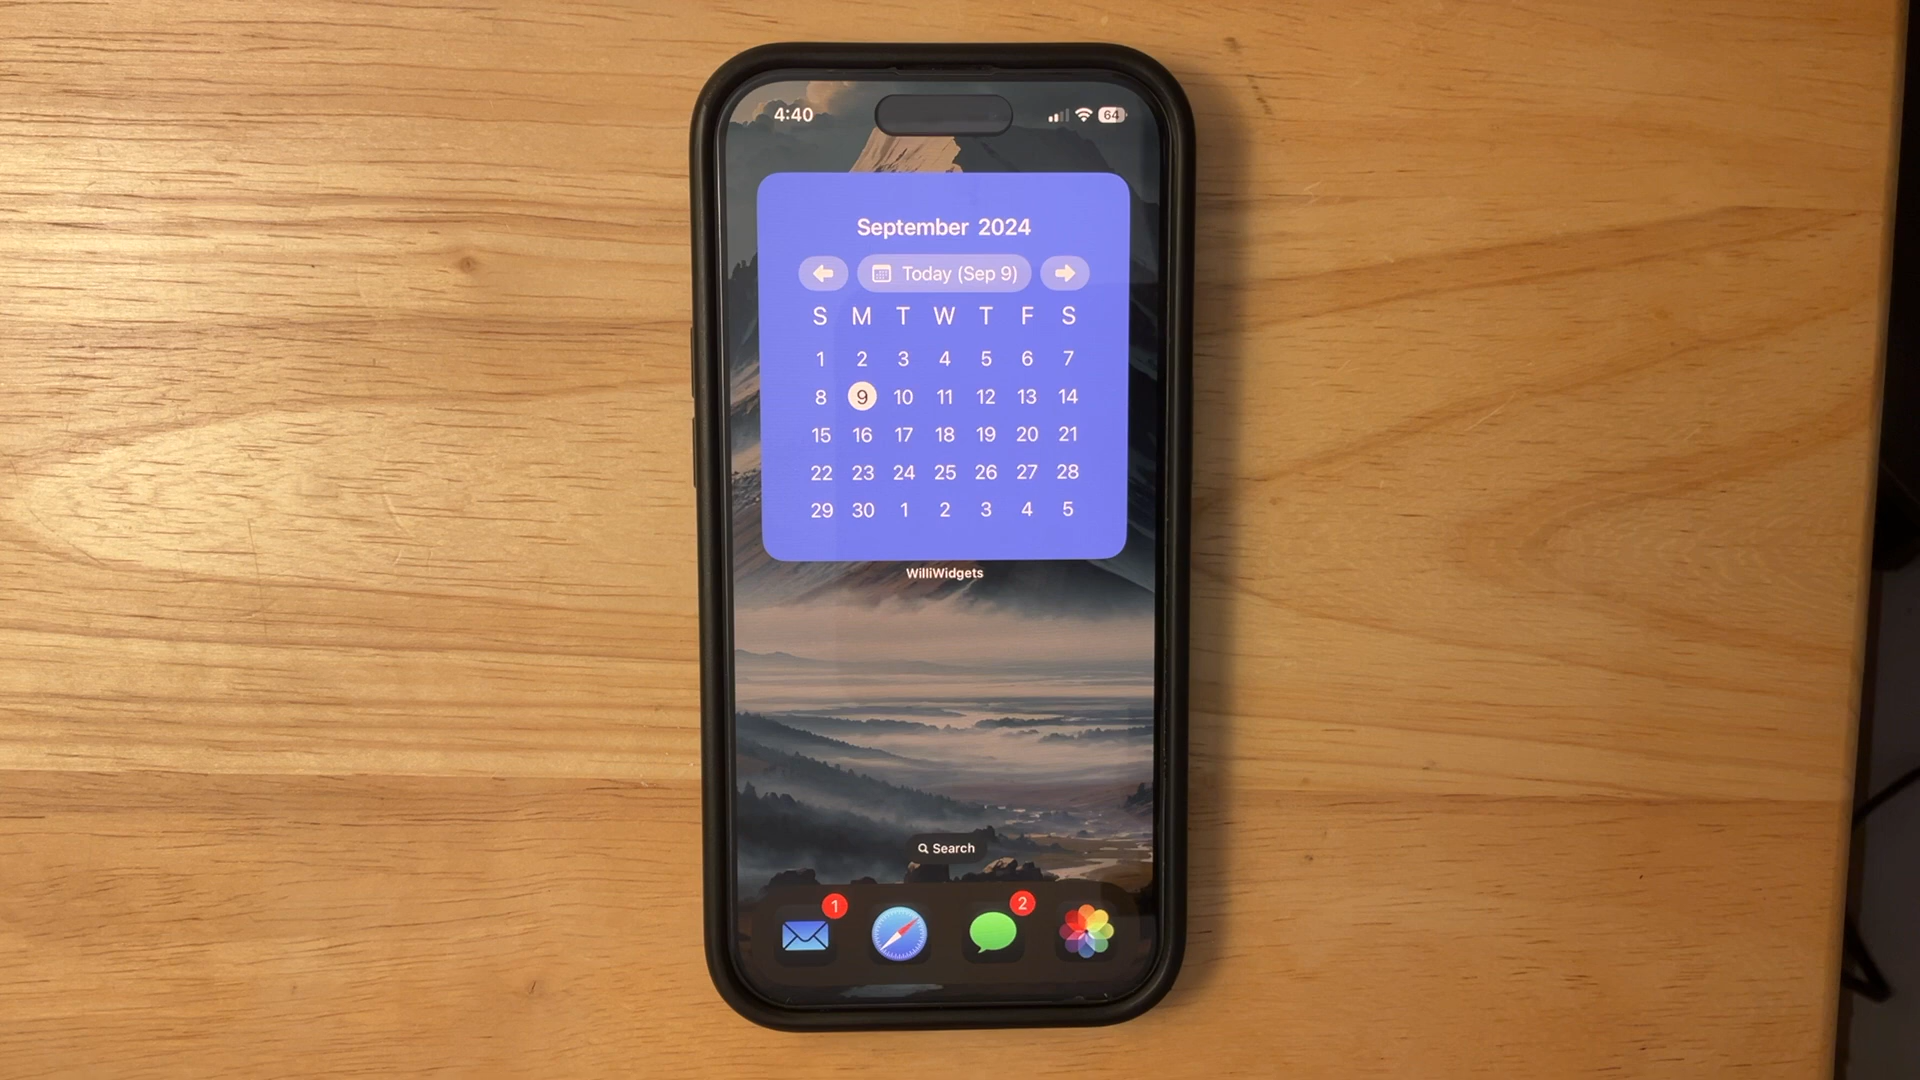 4:40
64
September 2024
Today (Sep 9)
S M T W T F S
1 2 3 4 5 6 7
8 9 10 11 12 13 14
15 16 17 18 19 20 21
22 23 24 25 26 27 28
29 30 1 2 3 4 5
WilliWidgets
Search
1
2